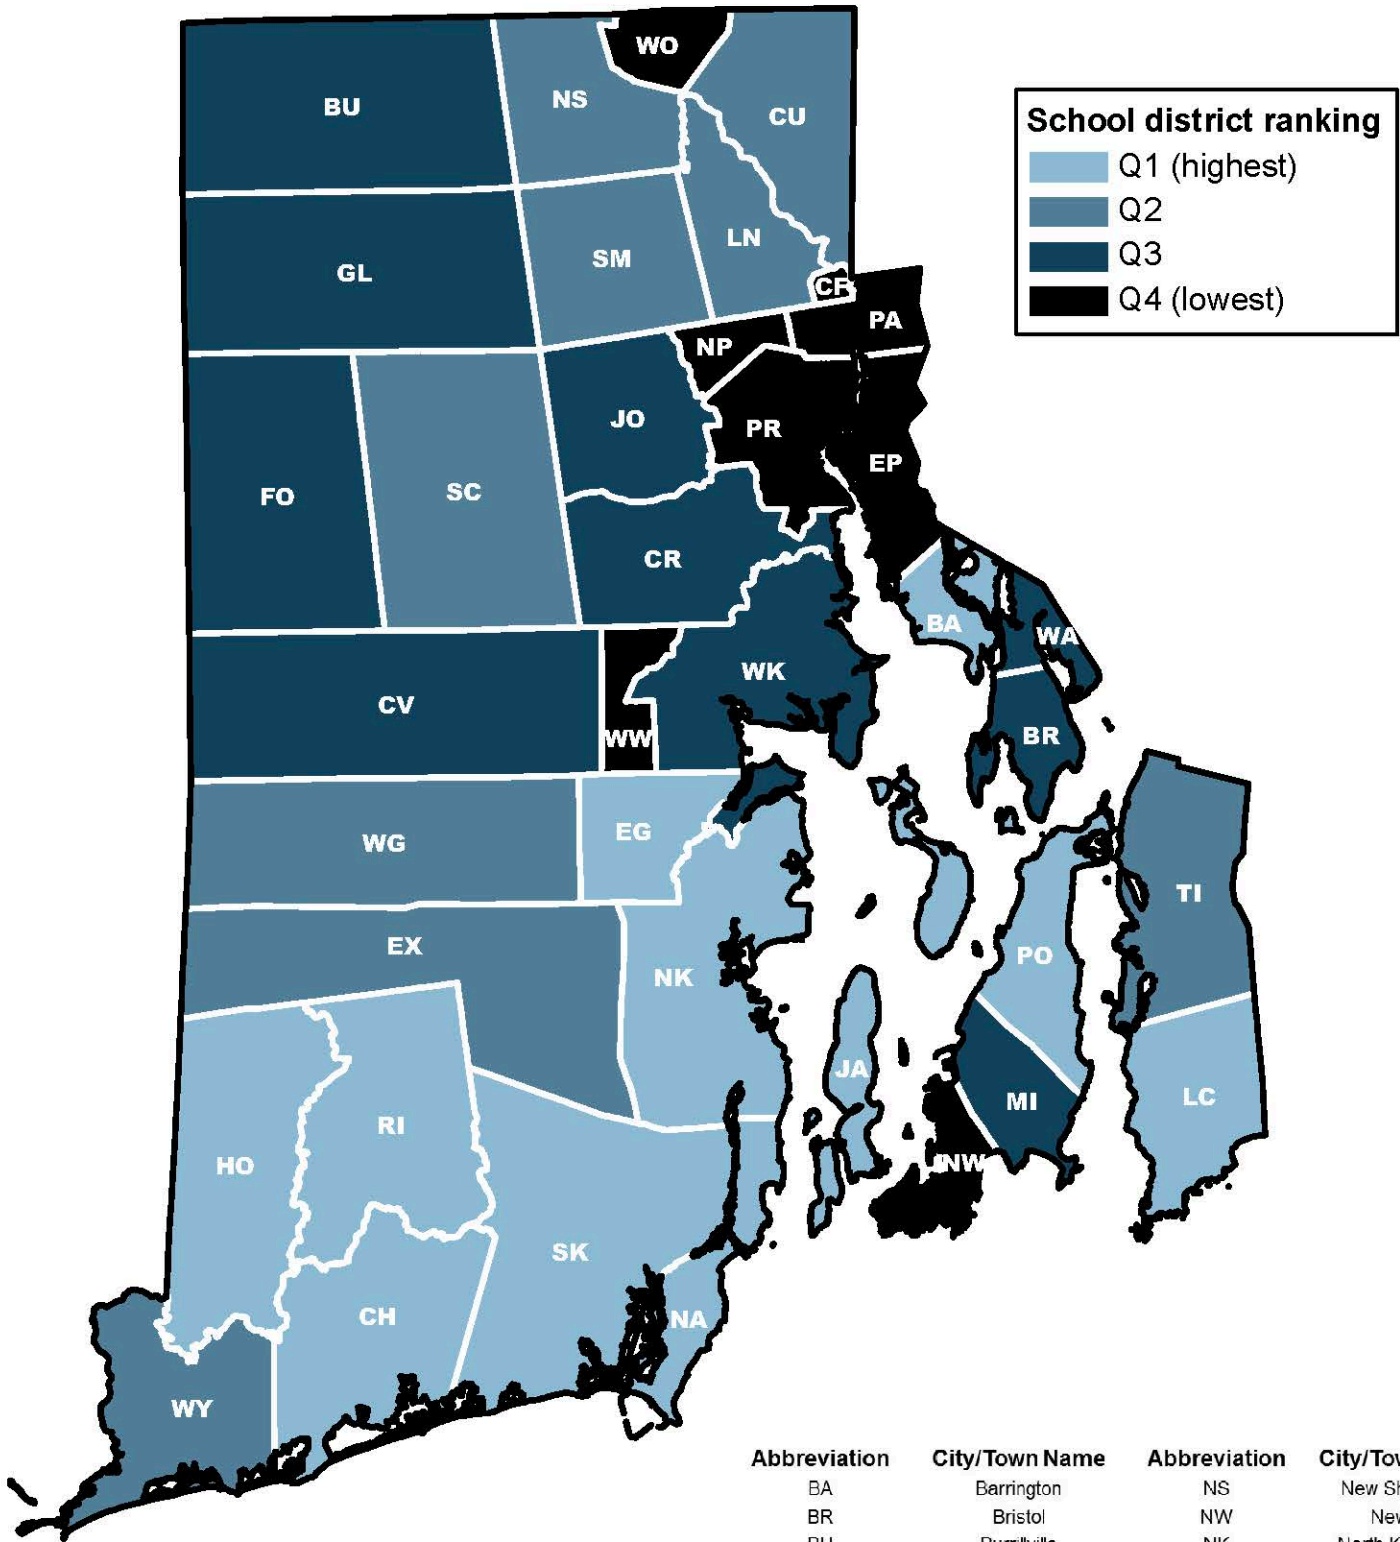 WO
BU
NS
CU
School district ranking
Q1 (highest)
Q2
Q3
Q4 (lowest)
LN
SM
GL
CF
PA
NP
JO
PR
EP
FO
SC
CR
BA
WA
WK
CV
WW
BR
EG
WG
TI
EX
PO
NK
JA
MI
LC
RI
HO
NW
SK
CH
NA
WY
Abbreviation City/Town Name Abbreviation
BA Barrington NS New
BR Bristol NW